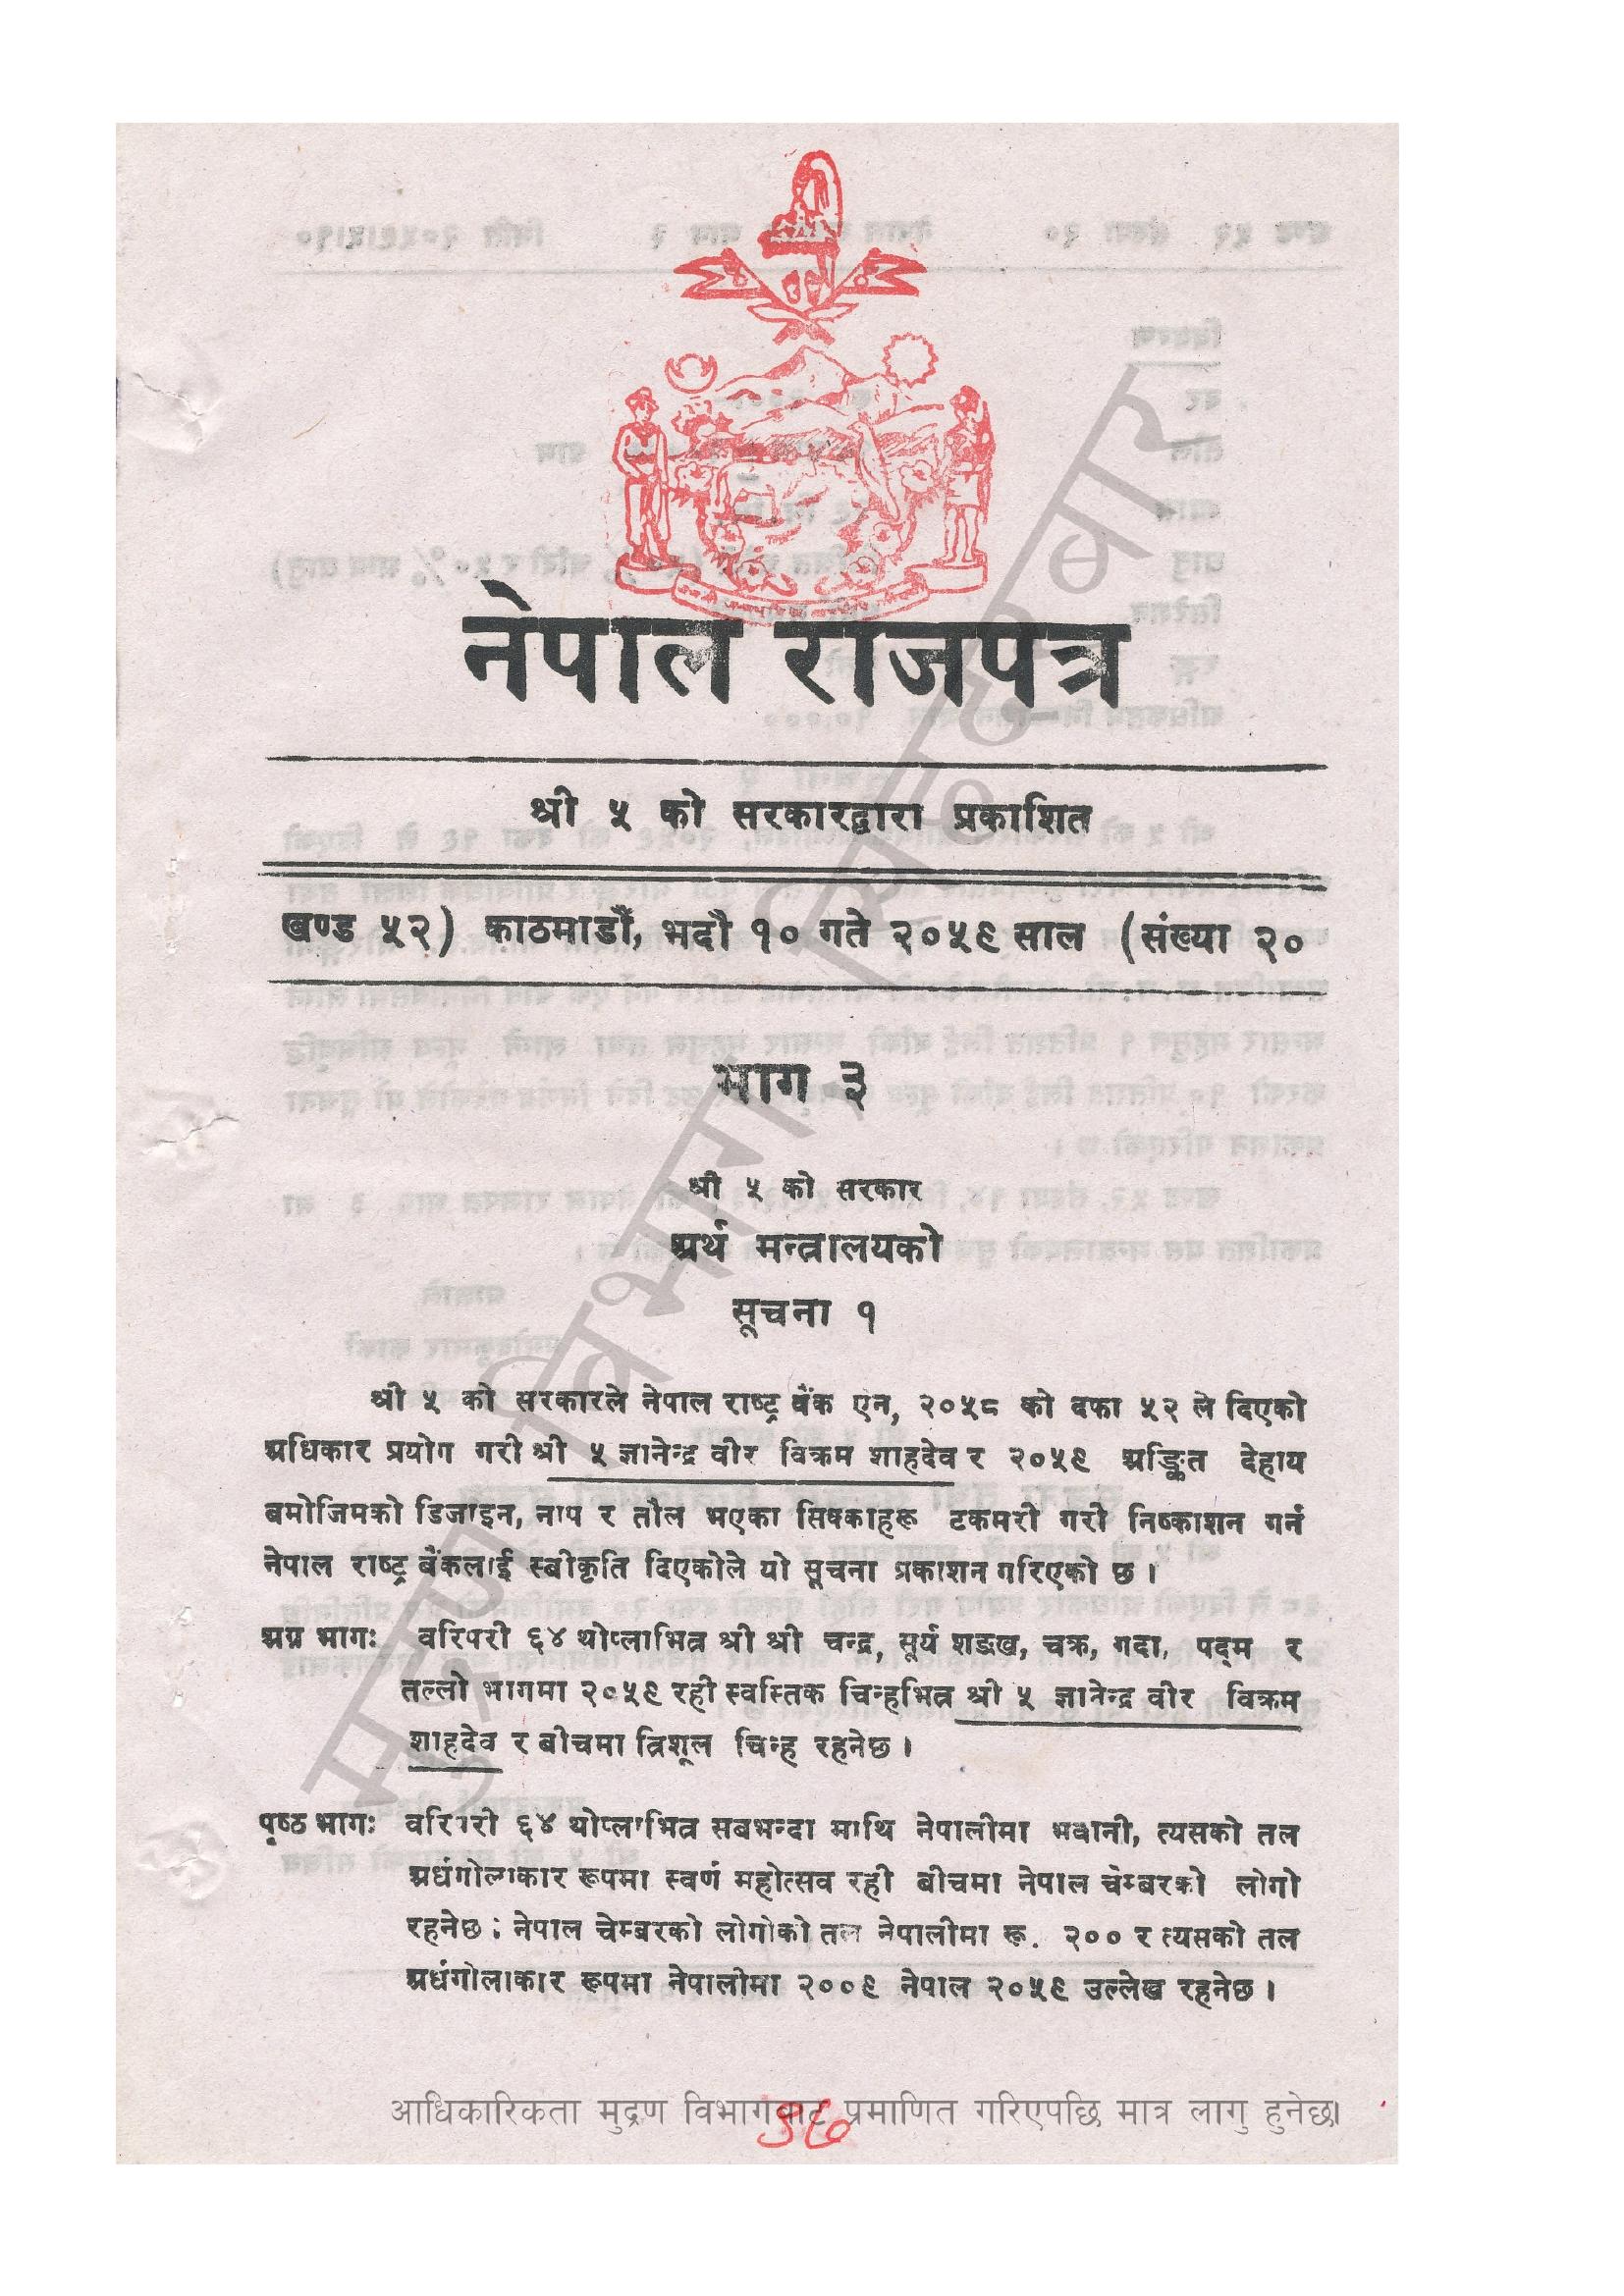 नेपाल राजपत्र
श्री ५ को सरकारद्वारा प्रकाशित
खण्ड ५२) काठमाडौं, भदौ १० गते २०५९ साल (संख्या २०
भाग ३
श्री ५ को सरकार
अर्थ मन्त्रालयको
सूचना १
श्री ५ को सरकारले नेपाल राष्ट्र बैंक ऐन, २०५८ को दफा ५२ ले दिएको
अधिकार प्रयोग गरी श्री ५ ज्ञानेन्द्र वीर विक्रम शाहदेव र २०५९ अङ्कित देहाय
बमोजिमको डिजाइन, नाप र तौल भएका सिक्काहरू टकमरी गरी निष्काशन गर्न
नेपाल राष्ट्र बैंकलाई स्वीकृति दिएकोले यो सूचना प्रकाशन गरिएको छ ।
अग्र भागः वरिपरी ६४ थोप्लाभित्र श्री श्री चन्द्र, सूर्य शङ्ख, चक्र, गदा, पद्म र
तल्लो भागमा २०५९ रही स्वस्तिक चिन्हभित्र श्री ५ ज्ञानेन्द्र वीर विक्रम
शाहदेव र बीचमा त्रिशूल चिन्ह रहनेछ ।
पृष्ठ भागः वरिपरी ६४ थोप्लाभित्र सबभन्दा माथि नेपालीमा भवानी, त्यसको तल
अर्धगोलाकार रूपमा स्वर्ण महोत्सव रही बीचमा नेपाल चेम्बरको लोगो
रहनेछ ; नेपाल चेम्बरको लोगोको तल नेपालीमा रू. २०० र त्यसको तल
अर्धगोलाकार रूपमा नेपालीमा २००९ नेपाल २०५९ उल्लेख रहनेछ ।
आधिकारिकता मुद्रण विभागबाट प्रमाणित गरिएपछि मात्र लागु हुनेछ।